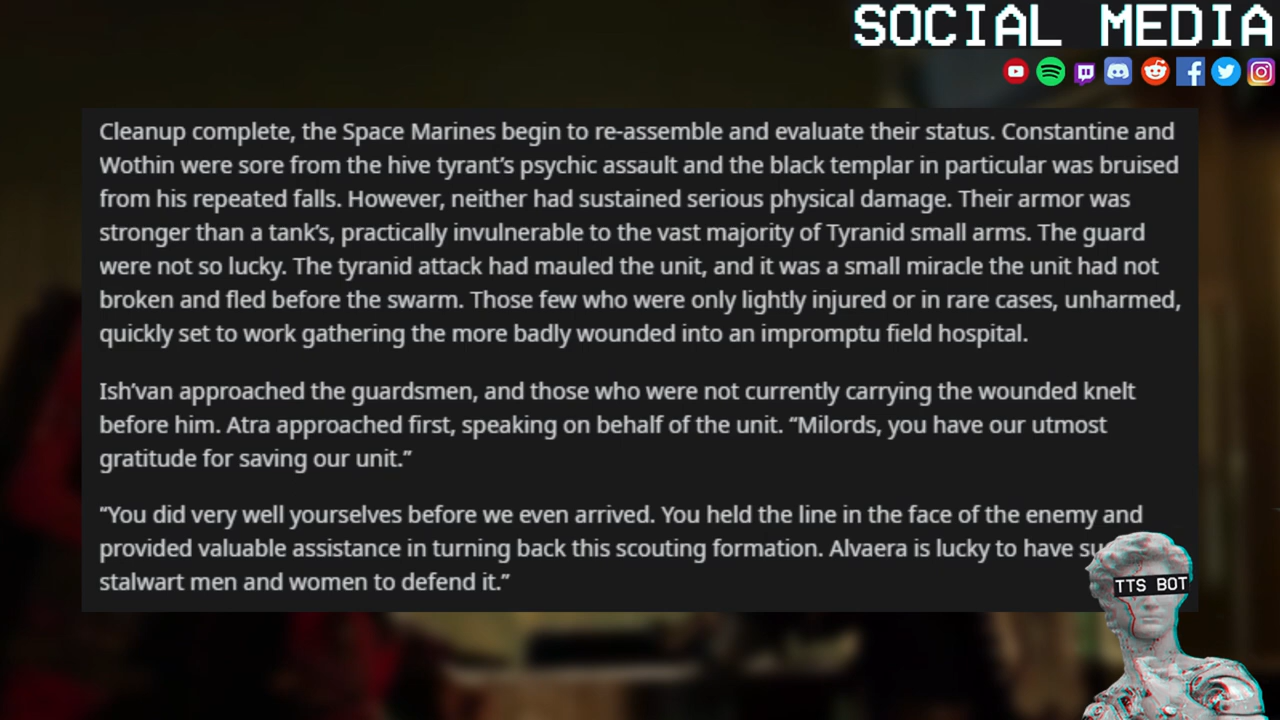 SOCIAL MEDIA
Cleanup complete, the Space Marines begin to re-assemble and evaluate their status. Constantine and
Wothin were sore from the hive tyrant’s psychic assault and the black templar in particular was bruised
from his repeated falls. However, neither had sustained serious physical damage. Their armor was
stronger than a tank’s, practically invulnerable to the vast majority of Tyranid small arms. The guard
were not so lucky. The tyranid attack had mauled the unit, and it was a small miracle the unit had not
broken and fled before the swarm. Those few who were only lightly injured or in rare cases, unharmed,
quickly set to work gathering the more badly wounded into an impromptu field hospital.
Ish’van approached the guardsmen, and those who were not currently carrying the wounded knelt
before him. Atra approached first, speaking on behalf of the unit. “Milords, you have our utmost
gratitude for saving our unit.”
“You did very well yourselves before we even arrived. You held the line in the face of the enemy and
provided valuable assistance in turning back this scouting formation. Alvaera is lucky to have
stalwart men and women to defend it.”
TTS BOT